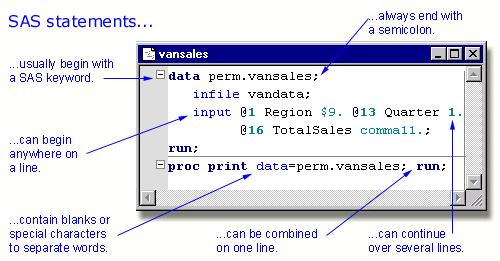 SAS statements...
...always end with
a semicolon.
...usually begin with
a SAS keyword.
vansales
data perm.vansales;
infile vandata;
input @1 Region $9. @13 Quarter 1.
@16 TotalSales comma11.;
run;
proc print data=perm.vansales; run;
...can begin
anywhere on
a line.
...contain blanks or
special characters
to separate words.
...can be combined
on one line.
...can continue
over several lines.